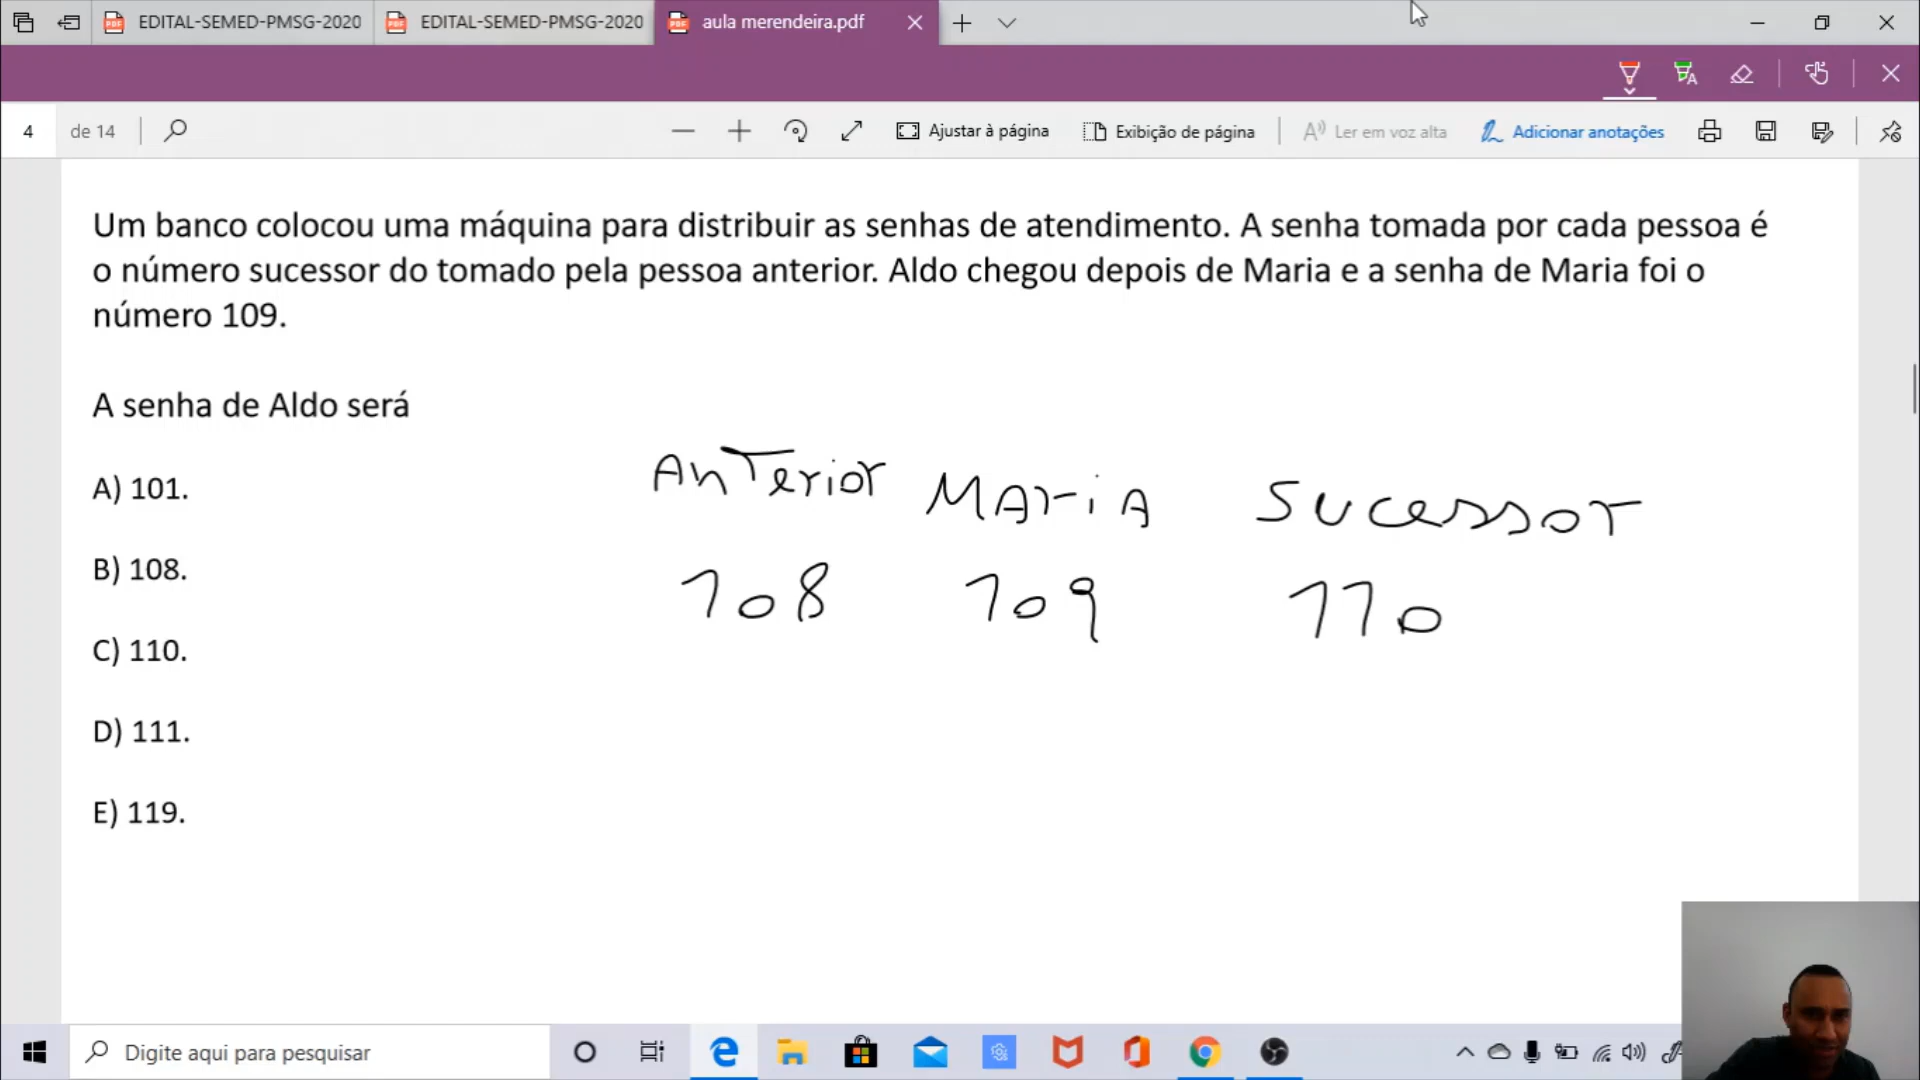 EDITAL-SEMED-PMSG-2020
EDITAL-SEMED-PMSG-2020
aula merendeira.pdf
4 de 14
Ajustar à página
Exibição de página
Ler em voz alta
Adicionar anotações
Um banco colocou uma máquina para distribuir as senhas de atendimento. A senha tomada por cada pessoa é
o número sucessor do tomado pela pessoa anterior. Aldo chegou depois de Maria e a senha de Maria foi o
número 109.
A senha de Aldo será
Anterior Maria Sucessor
108 109 110
A) 101.
B) 108.
C) 110.
D) 111.
E) 119.
Digite aqui para pesquisar